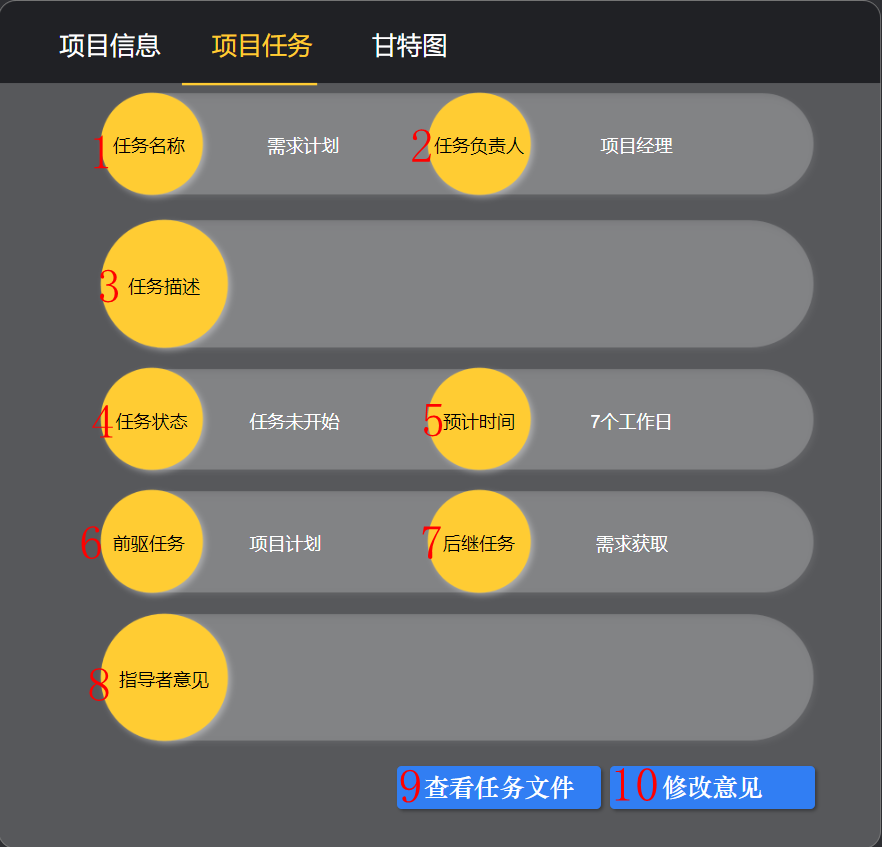 项目信息 项目任务 甘特图
1 任务名称 需求计划 2 任务负责人 项目经理
3 任务描述
4 任务状态 任务未开始 5 预计时间 7个工作日
6 前驱任务 项目计划 7 后继任务 需求获取
8 指导者意见
9 查看任务文件 10 修改意见